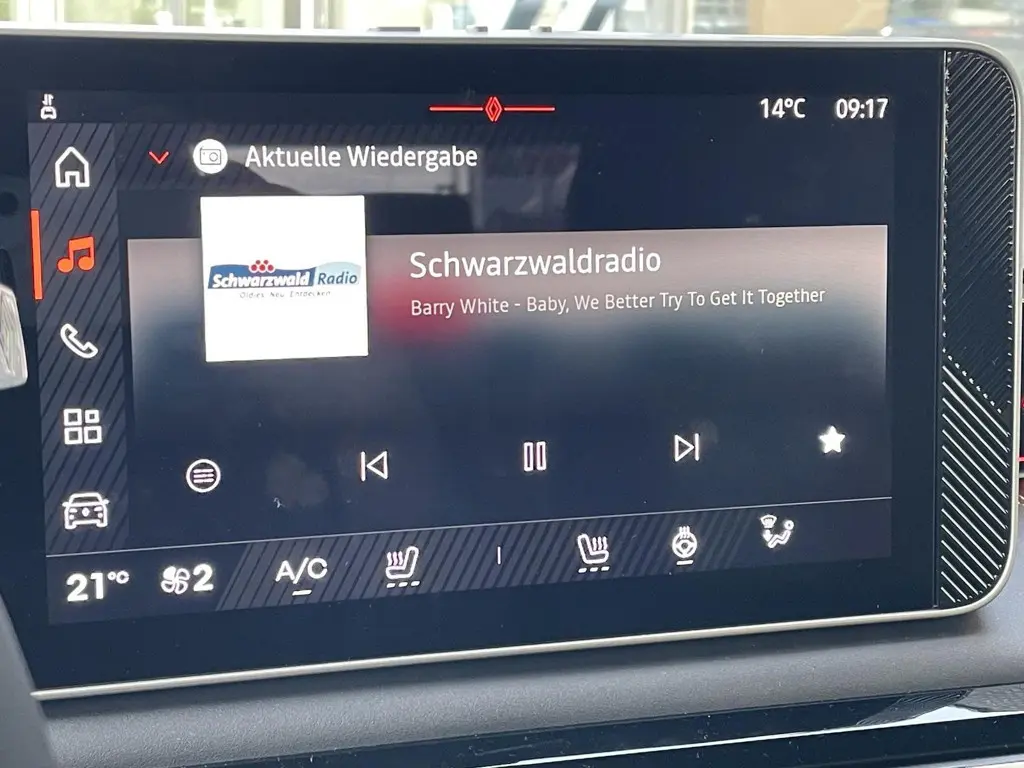 14°C 09:17
Aktuelle Wiedergabe
Schwarzwald Radio
Oldies. Neu. Entdecken.
Schwarzwaldradio
Barry White - Baby, We Better Try To Get It Together
21°C 2 A/C